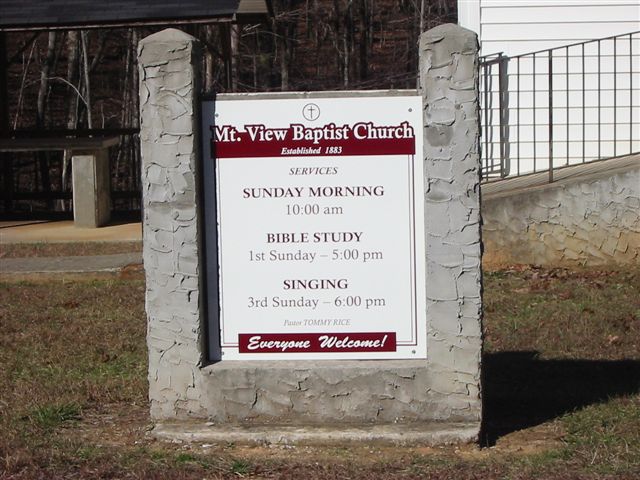 Mt. View Baptist Church
Established 1883
SERVICES
SUNDAY MORNING
10:00 am
BIBLE STUDY
1st Sunday – 5:00 pm
SINGING
3rd Sunday – 6:00 pm
Pastor TOMMY RICE
Everyone Welcome!